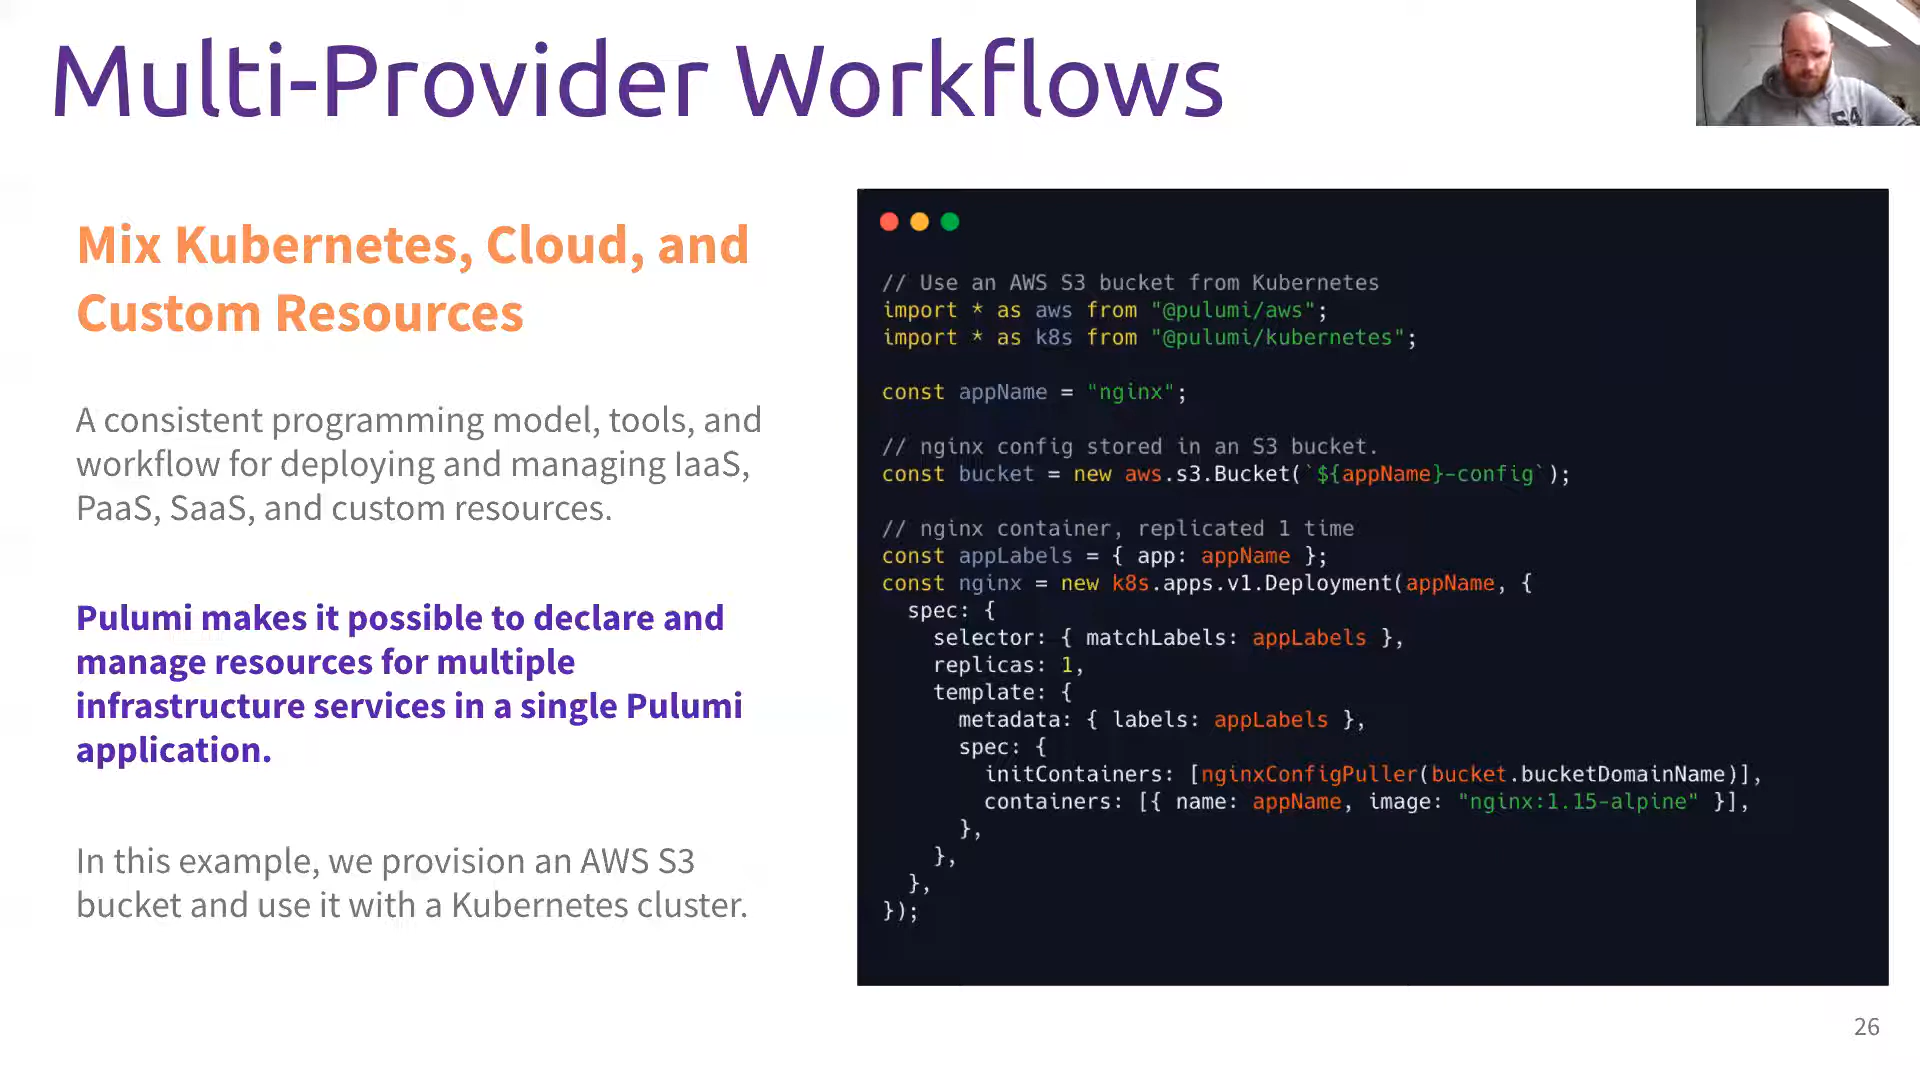 Multi-Provider Workflows
Mix Kubernetes, Cloud, and
Custom Resources
A consistent programming model, tools, and
workflow for deploying and managing IaaS,
PaaS, SaaS, and custom resources.
Pulumi makes it possible to declare and
manage resources for multiple
infrastructure services in a single Pulumi
application.
In this example, we provision an AWS S3
bucket and use it with a Kubernetes cluster.
// Use an AWS S3 bucket from Kubernetes
import * as aws from "@pulumi/aws";
import * as k8s from "@pulumi/kubernetes";
const appName = "nginx";
// nginx config stored in an S3 bucket.
const bucket = new aws.s3.Bucket(`${appName}-config`);
// nginx container, replicated 1 time
const appLabels = { app: appName };
const nginx = new k8s.apps.v1.Deployment(appName, {
  spec: {
    selector: { matchLabels: appLabels },
    replicas: 1,
    template: {
      metadata: { labels: appLabels },
      spec: {
        initContainers: [nginxConfigPuller(bucket.bucketDomainName)],
        containers: [{ name: appName, image: "nginx:1.15-alpine" }],
      },
    },
  },
});
26